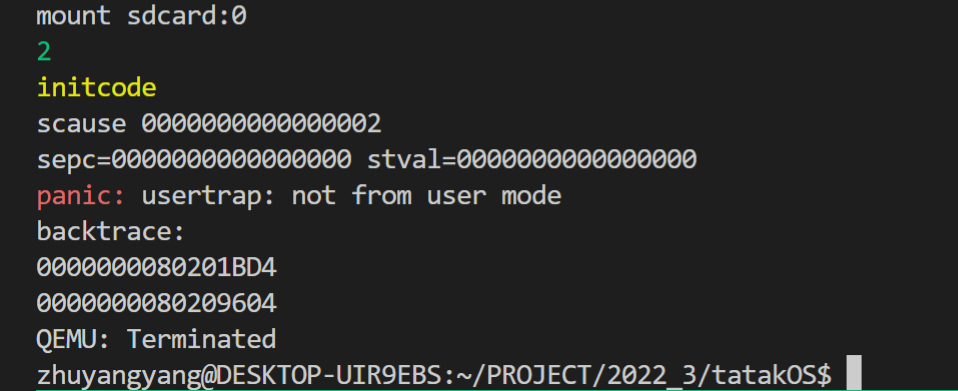 mount sdcard:0
2
initcode
scause 0000000000000002
sepc=0000000000000000 stval=0000000000000000
panic: usertrap: not from user mode
backtrace:
0000000080201BD4
0000000080209604
QEMU: Terminated
zhuyangyang@DESKTOP-UIR9EBS:~/PROJECT/2022_3/tatakOS$